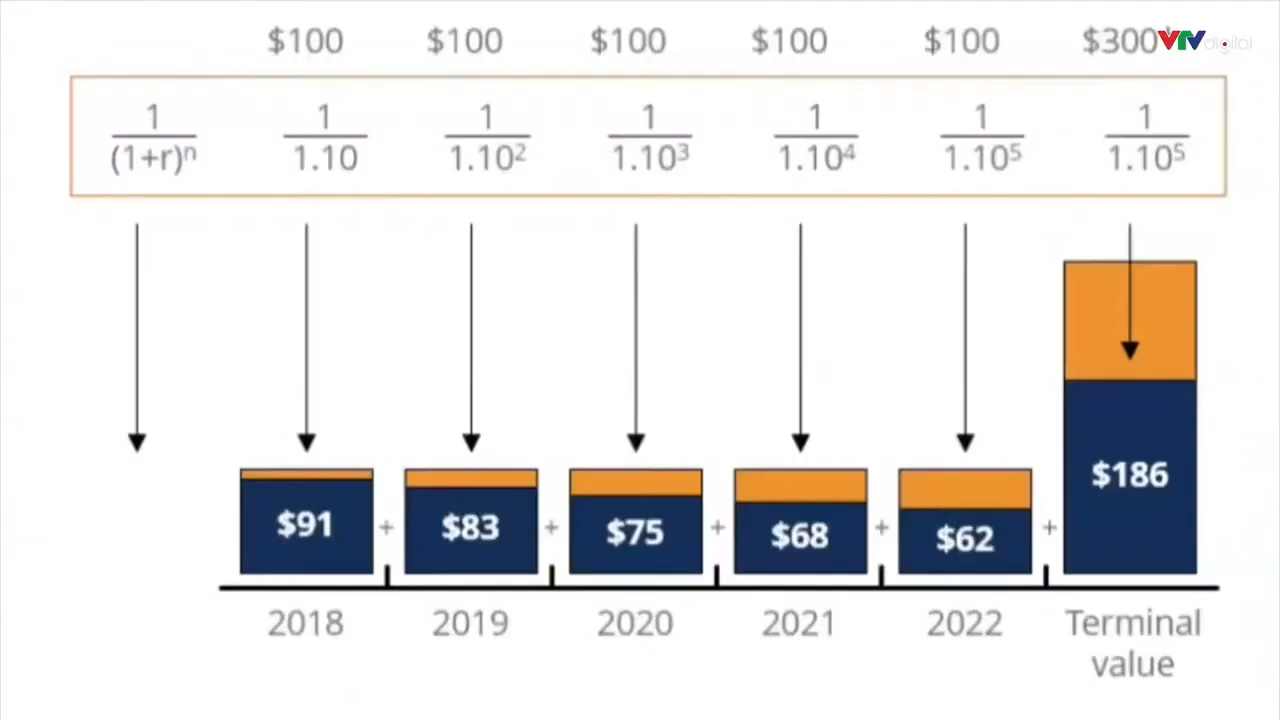 $100 $100 $100 $100 $100 $300
VTV digital
1 1 1 1 1 1 1
(1+r)ⁿ 1.10 1.10² 1.10³ 1.10⁴ 1.10⁵ 1.10⁵
$91 + $83 + $75 + $68 + $62 + $186
2018 2019 2020 2021 2022 Terminal
value